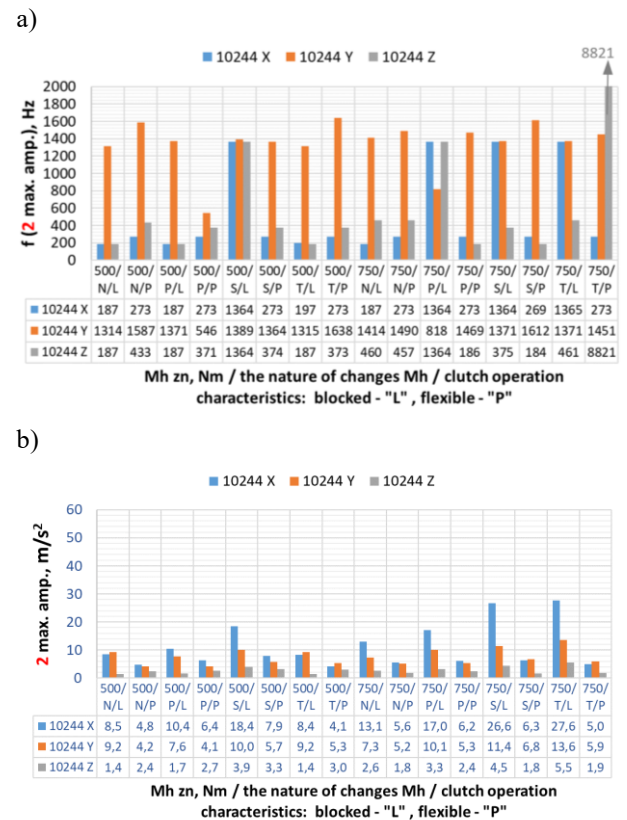 a)
10244 X 10244 Y 10244 Z
8821
f (2 max. amp.), Hz
2000
1800
1600
1400
1200
1000
800
600
400
200
0
500/ 500/ 500/ 500/ 500/ 500/ 500/ 500/ 750/ 750/ 750/ 750/ 750/ 750/ 750/ 750/
N/L N/P P/L P/P S/L S/P T/L T/P N/L N/P P/L P/P S/L S/P T/L T/P
10244 X 187 273 187 273 1364 273 197 273 187 273 1364 273 1364 269 1365 273
10244 Y 1314 1587 1371 546 1389 1364 1315 1638 1414 1490 818 1469 1371 1612 1371 1451
10244 Z 187 433 187 371 1364 374 187 373 460 457 1364 186 375 184 461 8821
Mh zn, Nm / the nature of changes Mh / clutch operation
characteristics: blocked - "L" , flexible - "P"
b)
10244 X 10244 Y 10244 Z
2 max. amp., m/s²
60
50
40
30
20
10
0
500/ 500/ 500/ 500/ 500/ 500/ 500/ 500/ 750/ 750/ 750/ 750/ 750/ 750/ 750/ 750/
N/L N/P P/L P/P S/L S/P T/L T/P N/L N/P P/L P/P S/L S/P T/L T/P
10244 X 8,5 4,8 10,4 6,4 18,4 7,9 8,4 4,1 13,1 5,6 17,0 6,2 26,6 6,3 27,6 5,0
10244 Y 9,2 4,2 7,6 4,1 10,0 5,7 9,2 5,3 7,3 5,2 10,1 5,3 11,4 6,8 13,6 5,9
10244 Z 1,4 2,4 1,7 2,7 3,9 3,3 1,4 3,0 2,6 1,8 3,3 2,4 4,5 1,8 5,5 1,9
Mh zn, Nm / the nature of changes Mh / clutch operation
characteristics: blocked - "L" , flexible - "P"